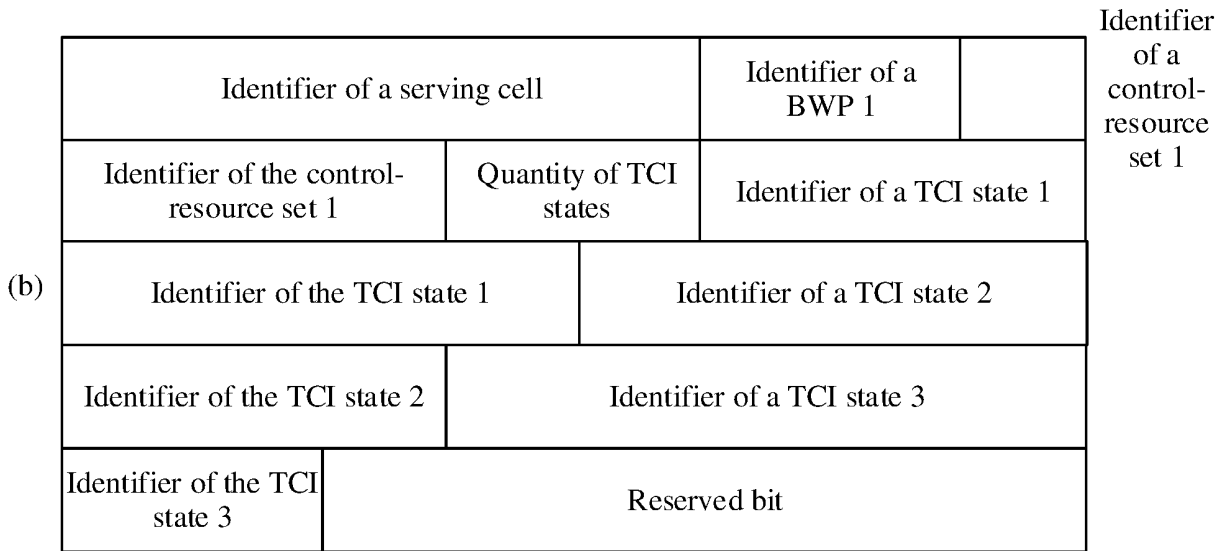 Identifier of a serving cell
Identifier of a
BWP 1
Identifier
of a
control-
resource
set 1
Identifier of the control-
resource set 1
Quantity of TCI
states
Identifier of a TCI state 1
(b)
Identifier of the TCI state 1
Identifier of a TCI state 2
Identifier of the TCI state 2
Identifier of a TCI state 3
Identifier of the TCI
state 3
Reserved bit